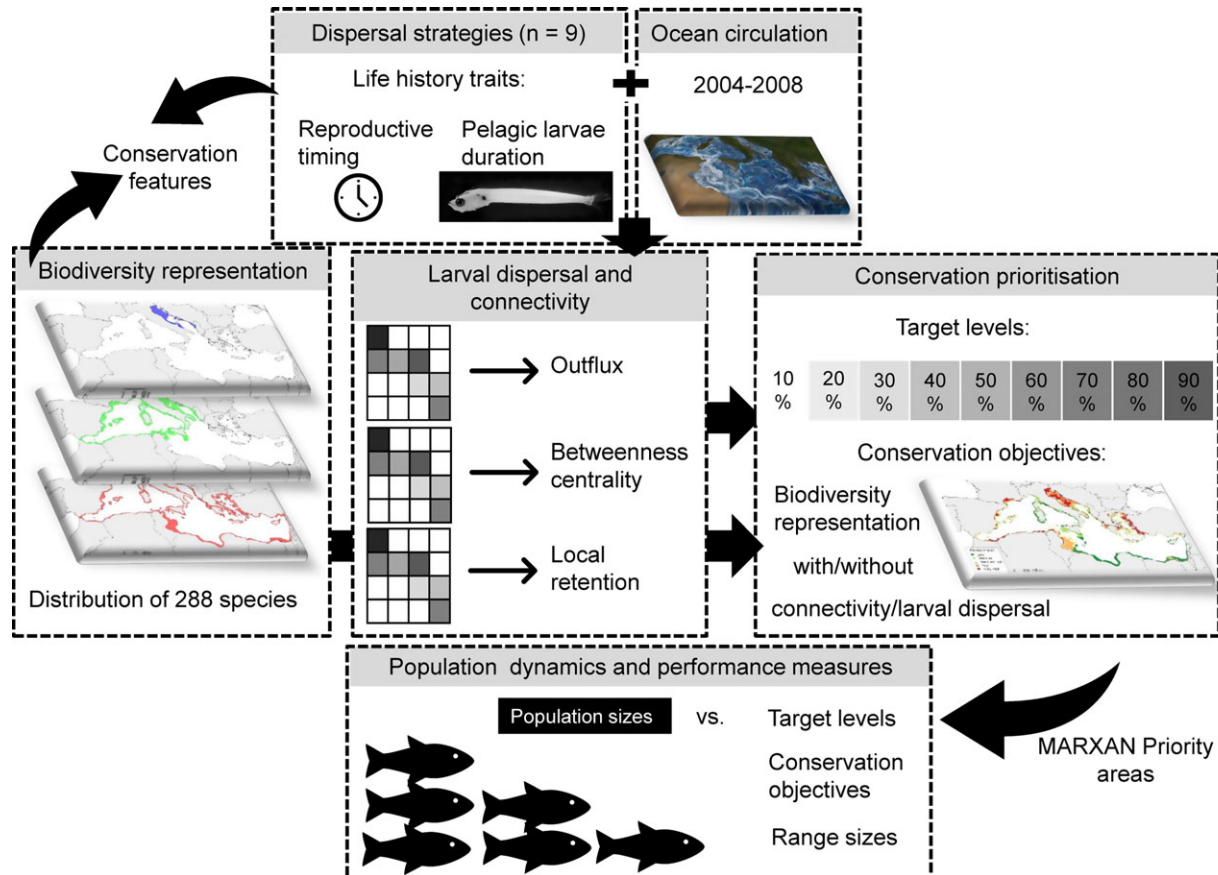 Dispersal strategies (n = 9)
Life history traits:
Reproductive
timing
Pelagic larvae
duration
Ocean circulation
2004-2008
Conservation
features
Biodiversity representation
Distribution of 288 species
Larval dispersal and
connectivity
Outflux
Betweenness
centrality
Local
retention
Conservation prioritisation
Target levels:
10 20 30 40 50 60 70 80 90
% % % % % % % % %
Conservation objectives:
Biodiversity
representation
with/without
connectivity/larval dispersal
Population dynamics and performance measures
Population sizes vs. Target levels
Conservation
objectives
Range sizes
MARXAN Priority
areas